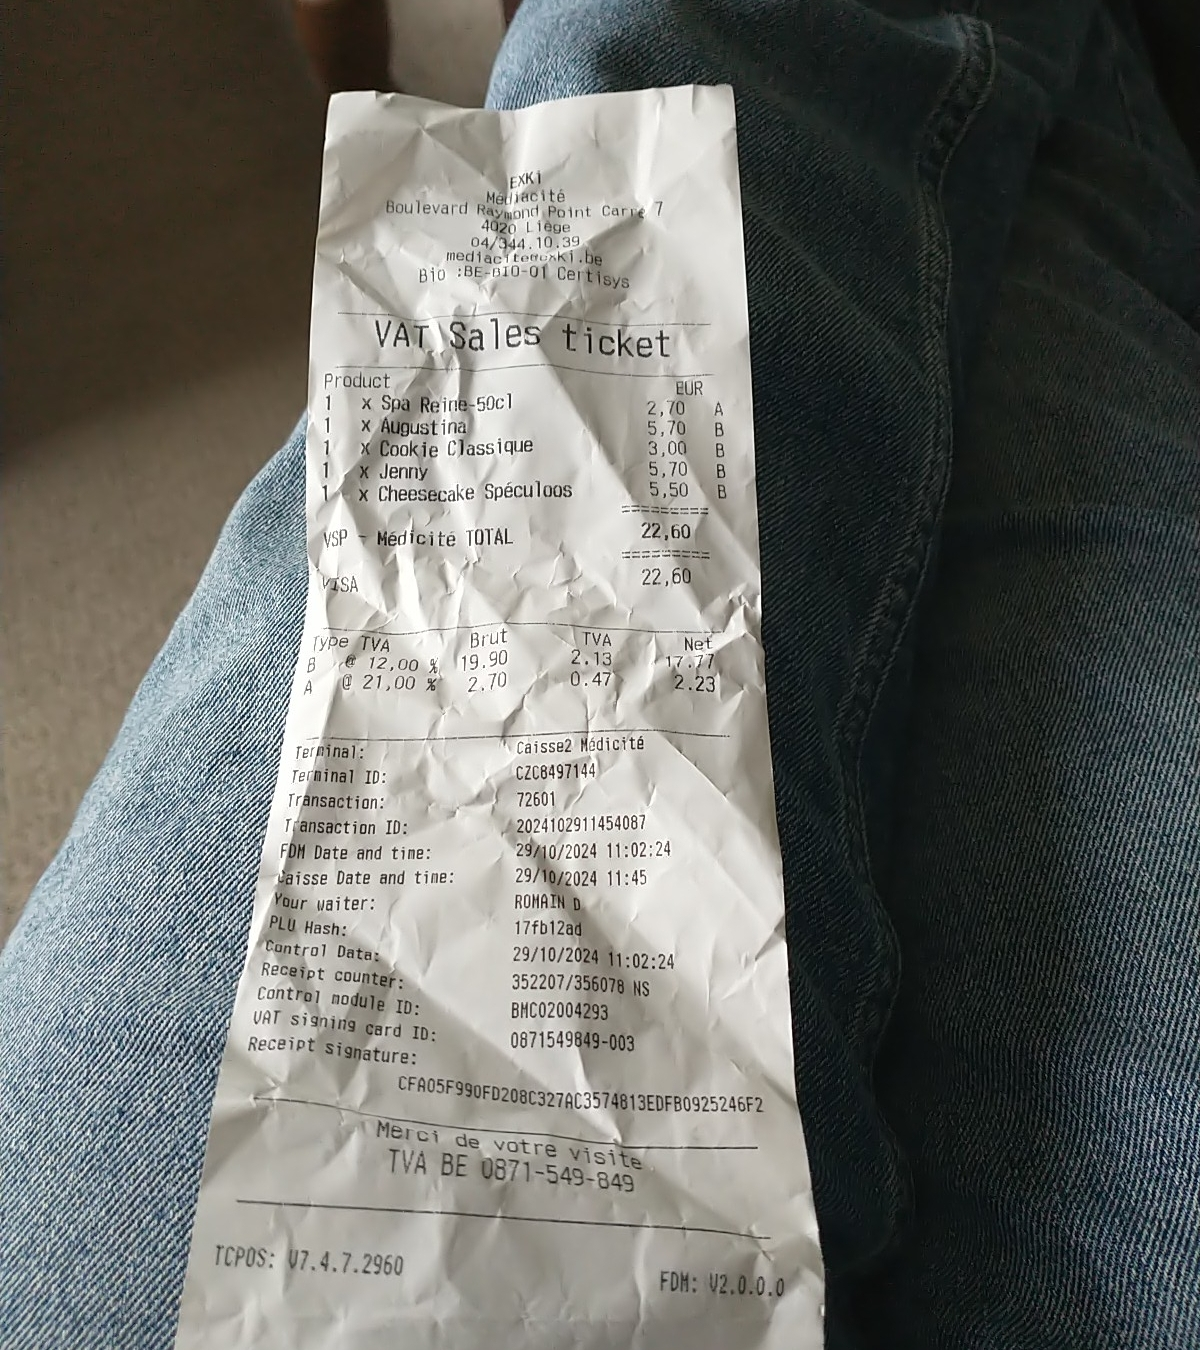 EXKi
Médiacité
Boulevard Raymond Point Carré 7
4020 Liège
04/344.10.39
mediacite@exki.be
Bio :BE-BIO-01 Certisys
VAT Sales ticket
Product EUR
1 x Spa Reine-50cl 2,70 A
1 x Augustina 5,70 B
1 x Cookie Classique 3,00 B
1 x Jenny 5,70 B
1 x Cheesecake Spéculoos 5,50 B
=========
VSP - Médicité TOTAL 22,60
=========
VISA 22,60
Type TVA Brut TVA Net
B @ 12,00 % 19.90 2.13 17.77
A @ 21,00 % 2.70 0.47 2.23
Terminal: Caisse2 Médicité
Terminal ID: CZC8497144
Transaction: 72601
Transaction ID: 2024102911454087
FDM Date and time: 29/10/2024 11:02:24
Caisse Date and time: 29/10/2024 11:45
Your waiter: ROMAIN D
PLU Hash: 17fb12ad
Control Data: 29/10/2024 11:02:24
Receipt counter: 352207/356078 NS
Control module ID: BMC02004293
VAT signing card ID: 0871549849-003
Receipt signature:
CFA05F990FD208C327AC3574813EDFB0925246F2
Merci de votre visite
TVA BE 0871-549-849
TCPOS: V7.4.7.2960
FDM: V2.0.0.0